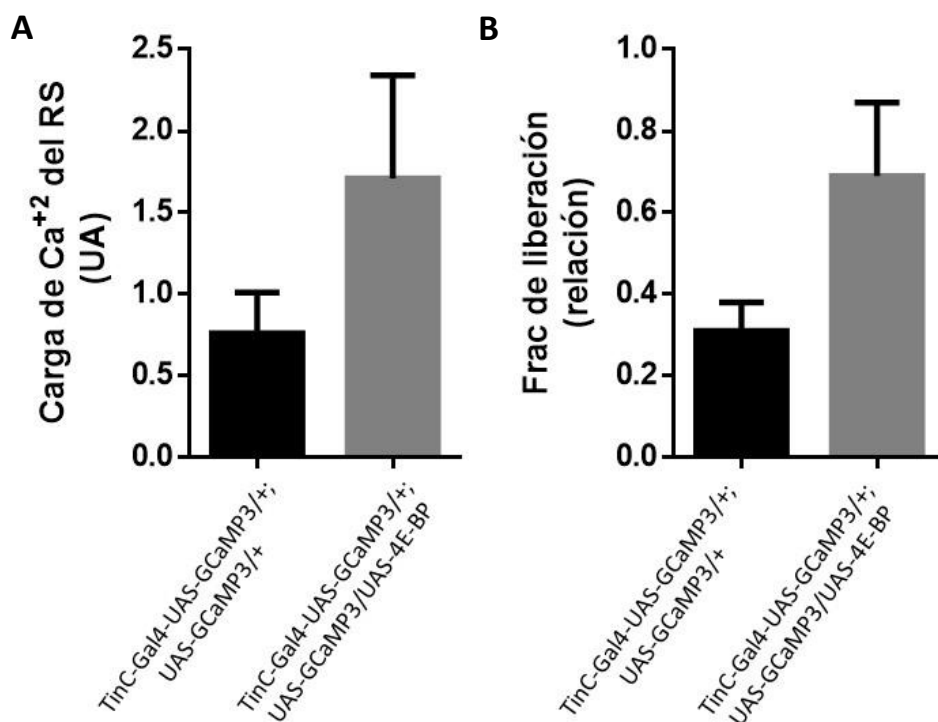 A
Carga de Ca+2 del RS
(UA)
2.5
2.0
1.5
1.0
0.5
0.0
TinC-Gal4-UAS-GCaMP3/+;
UAS-GCaMP3/+
TinC-Gal4-UAS-GCaMP3/+;
UAS-GCaMP3/UAS-4E-BP
B
Frac de liberación
(relación)
1.0
0.8
0.6
0.4
0.2
0.0
TinC-Gal4-UAS-GCaMP3/+;
UAS-GCaMP3/+
TinC-Gal4-UAS-GCaMP3/+;
UAS-GCaMP3/UAS-4E-BP